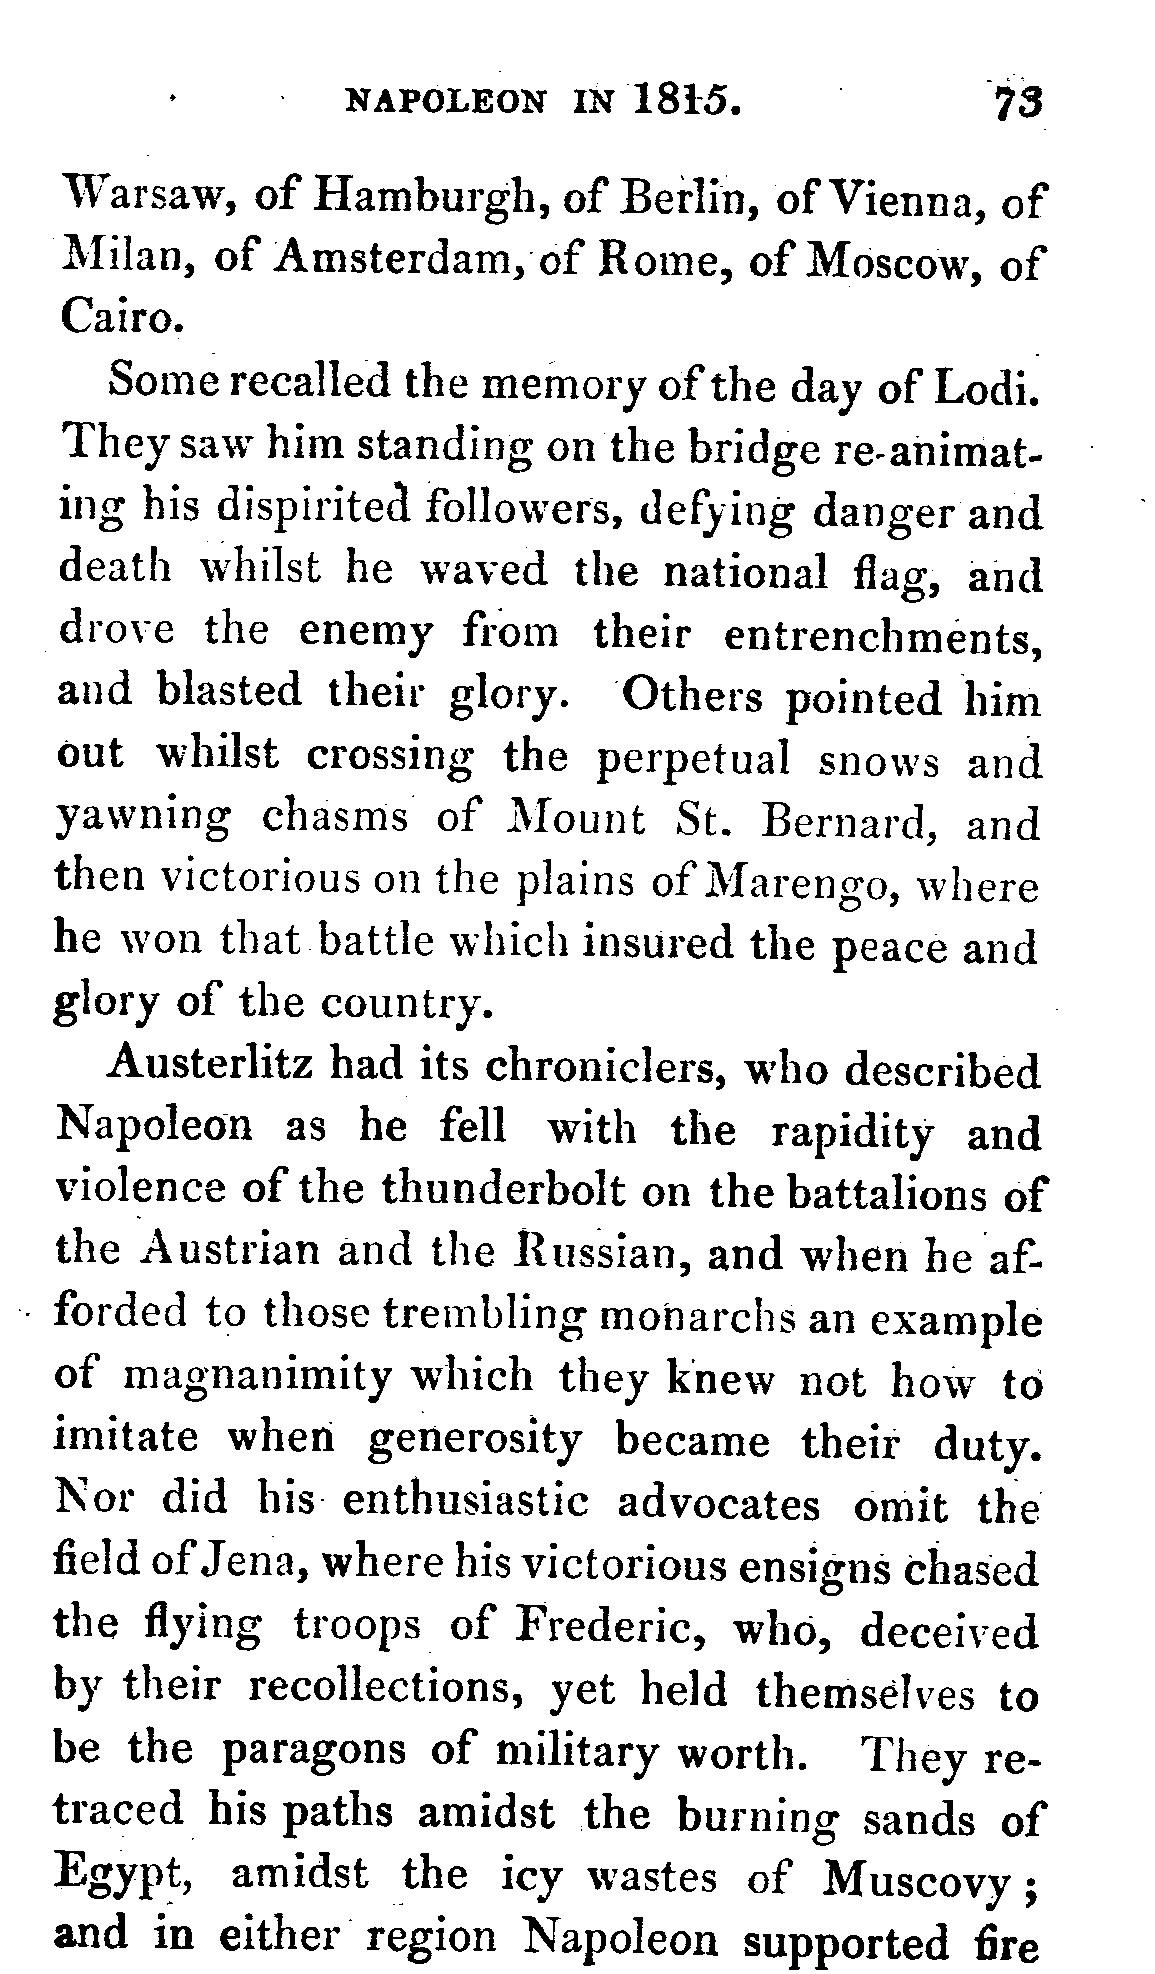 NAPOLEON IN 1815. 73
Warsaw, of Hamburgh, of Berlin, of Vienna, of
Milan, of Amsterdam, of Rome, of Moscow, of
Cairo.
Some recalled the memory of the day of Lodi.
They saw him standing on the bridge re-animat-
ing his dispirited followers, defying danger and
death whilst he waved the national flag, and
drove the enemy from their entrenchments,
and blasted their glory. Others pointed him
out whilst crossing the perpetual snows and
yawning chasms of Mount St. Bernard, and
then victorious on the plains of Marengo, where
he won that battle which insured the peace and
glory of the country.
Austerlitz had its chroniclers, who described
Napoleon as he fell with the rapidity and
violence of the thunderbolt on the battalions of
the Austrian and the Russian, and when he af-
forded to those trembling monarchs an example
of magnanimity which they knew not how to
imitate when generosity became their duty.
Nor did his enthusiastic advocates omit the
field of Jena, where his victorious ensigns chased
the flying troops of Frederic, who, deceived
by their recollections, yet held themselves to
be the paragons of military worth. They re-
traced his paths amidst the burning sands of
Egypt, amidst the icy wastes of Muscovy;
and in either region Napoleon supported fire